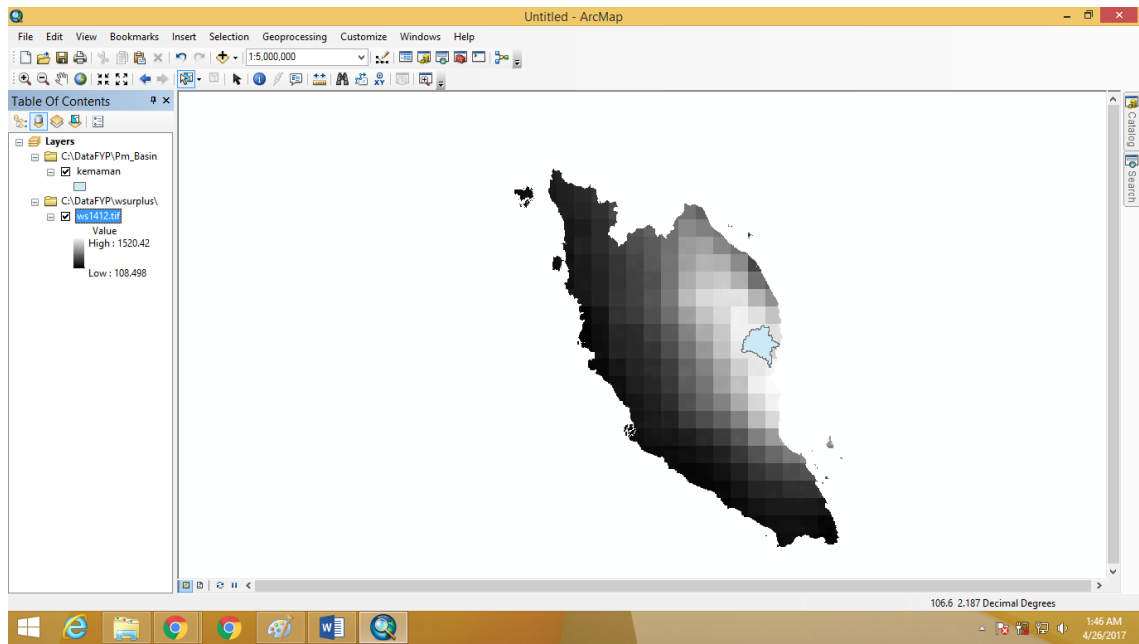 Untitled - ArcMap
File Edit View Bookmarks Insert Selection Geoprocessing Customize Windows Help
1:5,000,000
Table Of Contents
Layers
C:\DataFYP\Pm_Basin
kemaman
C:\DataFYP\wsurplus\
ws1412.tif
Value
High : 1520.42
Low : 108.498
Catalog
Search
106.6 2.187 Decimal Degrees
1:46 AM
4/26/2017